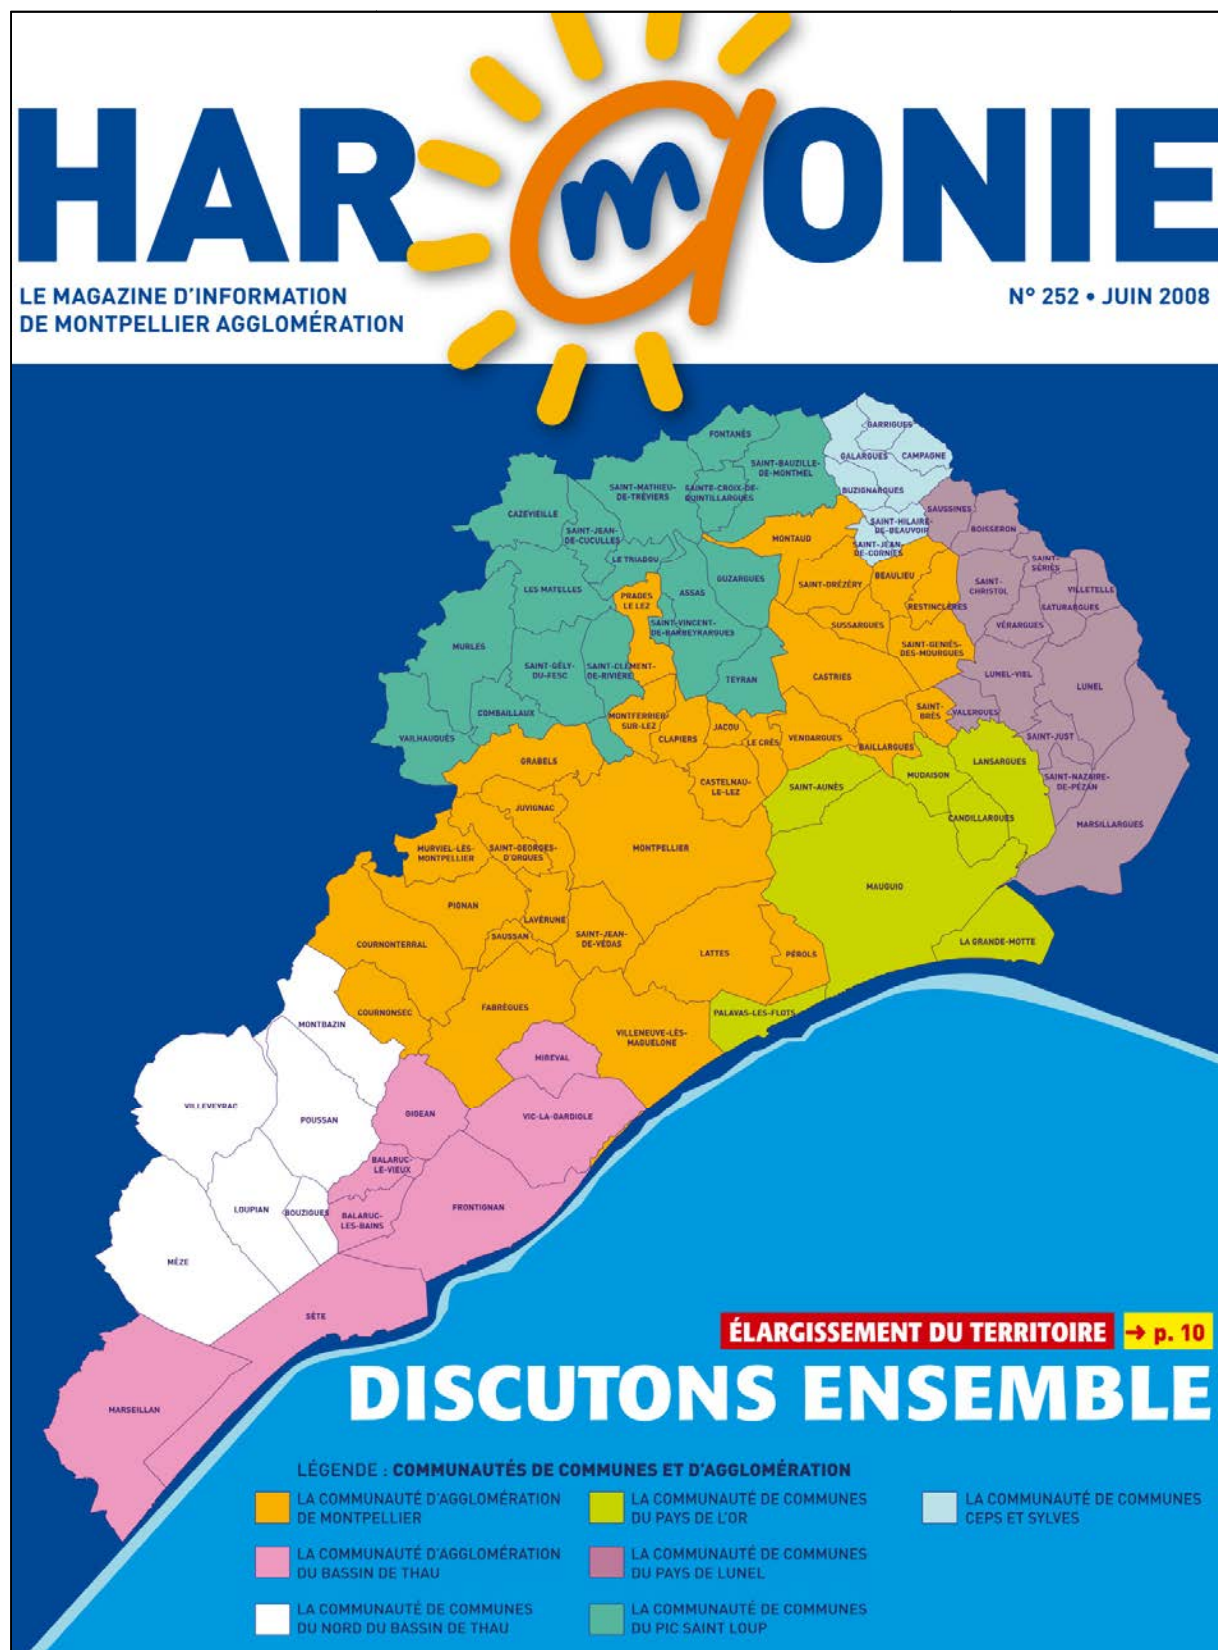 HARmONIE
LE MAGAZINE D'INFORMATION
DE MONTPELLIER AGGLOMÉRATION
N° 252 • JUIN 2008
GARRIGUES
FONTANÈS
GALARGUES
CAMPAGNE
SAINT-BAUZILLE-
DE-MONTMEL
SAINT-MATHIEU-
DE-TRÉVIERS
SAINTE-CROIX-DE-
QUINTILLARGUES
BUZIGNARGUES
CAZEVIEILLE
SAUSSINES
SAINT-HILAIRE-
DE-BEAUVOIR
BOISSERON
SAINT-JEAN-
DE-CUCULLES
MONTAUD
SAINT-JEAN-
DE-CORNIES
LE TRIADOU
SAINT-
SÉRIÈS
GUZARGUES
BEAULIEU
SAINT-DRÉZÉRY
SAINT-
CHRISTOL
VILLETELLE
LES MATELLES
ASSAS
PRADES
LE LEZ
RESTINCLIÈRES
SATURARGUES
SAINT-VINCENT-
DE-BARBEYRARGUES
SUSSARGUES
VÉRARGUES
MURLES
SAINT-GENIÈS-
DES-MOURGUES
SAINT-GÉLY-
DU-FESC
SAINT-CLÉMENT-
DE-RIVIÈRE
TEYRAN
CASTRIES
LUNEL-VIEL
LUNEL
COMBAILLAUX
MONTFERRIER-
SUR-LEZ
SAINT-
BRÈS
VALERGUES
VAILHAUQUÈS
CLAPIERS
JACOU
LE CRÈS
VENDARGUES
BAILLARGUES
SAINT-JUST
GRABELS
LANSARGUES
CASTELNAU-
LE-LEZ
SAINT-AUNÈS
MUDAISON
SAINT-NAZAIRE-
DE-PÉZAN
JUVIGNAC
CANDILLARGUES
MARSILLARGUES
MURVIEL-LÈS-
MONTPELLIER
SAINT-GEORGES-
D'ORQUES
MONTPELLIER
MAUGUIO
PIGNAN
LAVÉRUNE
SAUSSAN
SAINT-JEAN-
DE-VÉDAS
COURNONTERRAL
LATTES
PÉROLS
LA GRANDE-MOTTE
COURNONSEC
FABRÈGUES
PALAVAS-LES-FLOTS
MONTBAZIN
VILLENEUVE-LÈS-
MAGUELONE
MIREVAL
VILLEVEYRAC
POUSSAN
GIGEAN
VIC-LA-GARDIOLE
BALARUC-
LE-VIEUX
LOUPIAN
BOUZIGUES
BALARUC-
LES-BAINS
FRONTIGNAN
MÈZE
SÈTE
MARSEILLAN
ÉLARGISSEMENT DU TERRITOIRE → p. 10
DISCUTONS ENSEMBLE
LÉGENDE : COMMUNAUTÉS DE COMMUNES ET D'AGGLOMÉRATION
LA COMMUNAUTÉ D'AGGLOMÉRATION
DE MONTPELLIER
LA COMMUNAUTÉ DE COMMUNES
DU PAYS DE L'OR
LA COMMUNAUTÉ DE COMMUNES
CEPS ET SYLVES
LA COMMUNAUTÉ D'AGGLOMÉRATION
DU BASSIN DE THAU
LA COMMUNAUTÉ DE COMMUNES
DU PAYS DE LUNEL
LA COMMUNAUTÉ DE COMMUNES
DU NORD DU BASSIN DE THAU
LA COMMUNAUTÉ DE COMMUNES
DU PIC SAINT LOUP